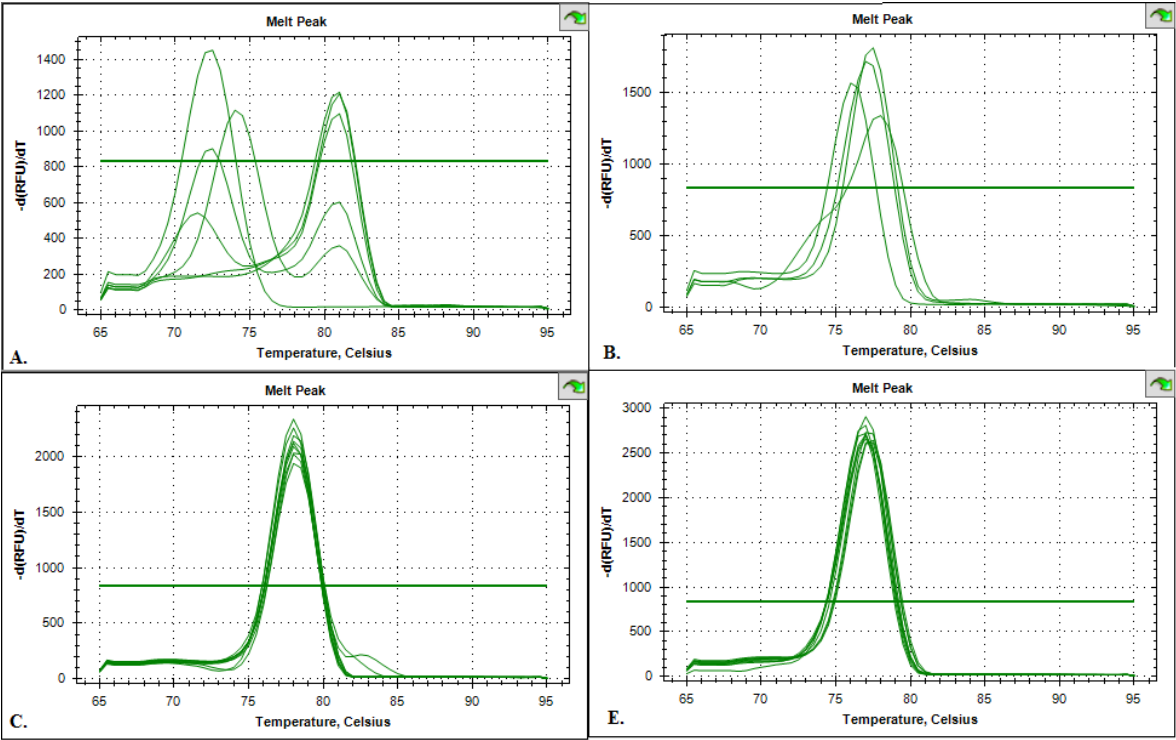 Melt Peak
-d(RFU)/dT
1400
1200
1000
800
600
400
200
0
65 70 75 80 85 90 95
Temperature, Celsius
A.
Melt Peak
-d(RFU)/dT
1500
1000
500
0
65 70 75 80 85 90 95
Temperature, Celsius
B.
Melt Peak
-d(RFU)/dT
2000
1500
1000
500
0
65 70 75 80 85 90 95
Temperature, Celsius
C.
Melt Peak
-d(RFU)/dT
3000
2500
2000
1500
1000
500
0
65 70 75 80 85 90 95
Temperature, Celsius
E.